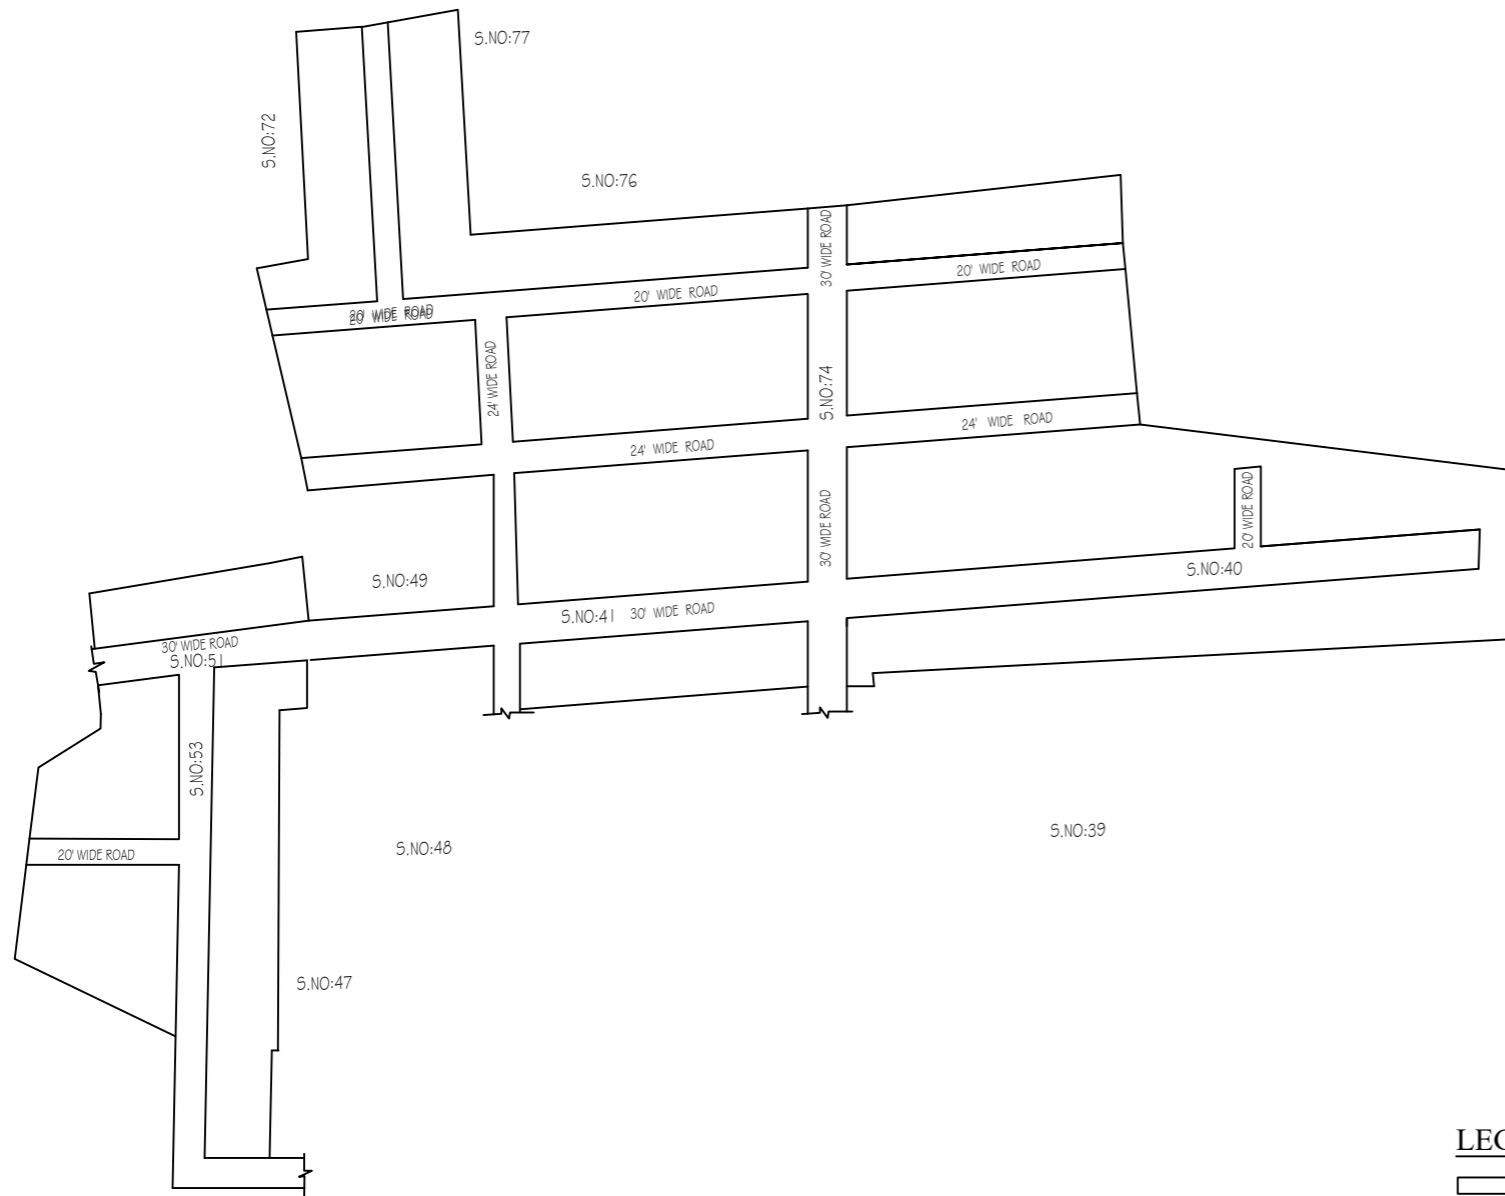 S.NO:77
S.NO:72
S.NO:76
30' WIDE ROAD
20' WIDE ROAD
20' WIDE ROAD
20' WIDE ROAD
20' WIDE ROAD
24' WIDE ROAD
S.NO:74
24' WIDE ROAD
24' WIDE ROAD
30' WIDE ROAD
20' WIDE ROAD
S.NO:40
S.NO:49
S.NO:41 30' WIDE ROAD
30' WIDE ROAD
S.NO:51
S.NO:53
20' WIDE ROAD
S.NO:48
S.NO:39
S.NO:47